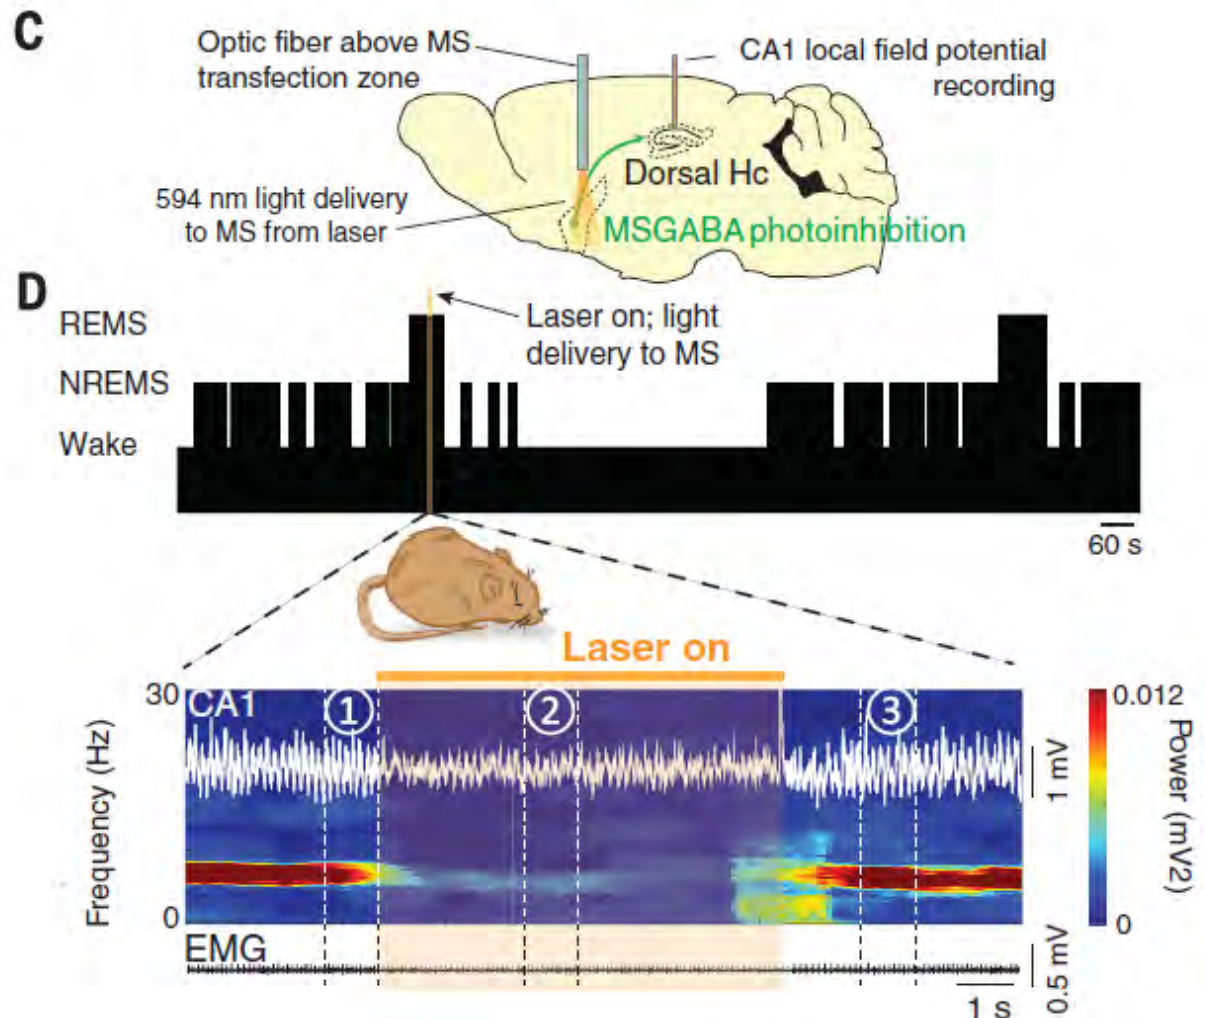 C
Optic fiber above MS
transfection zone
CA1 local field potential
recording
594 nm light delivery
to MS from laser
Dorsal Hc
MSGABA photoinhibition
D
REMS
NREMS
Wake
Laser on; light
delivery to MS
60 s
Laser on
30
CA1
1
2
3
0.012
Frequency (Hz)
1 mV
Power (mV2)
0
0
EMG
0.5 mV
1 s